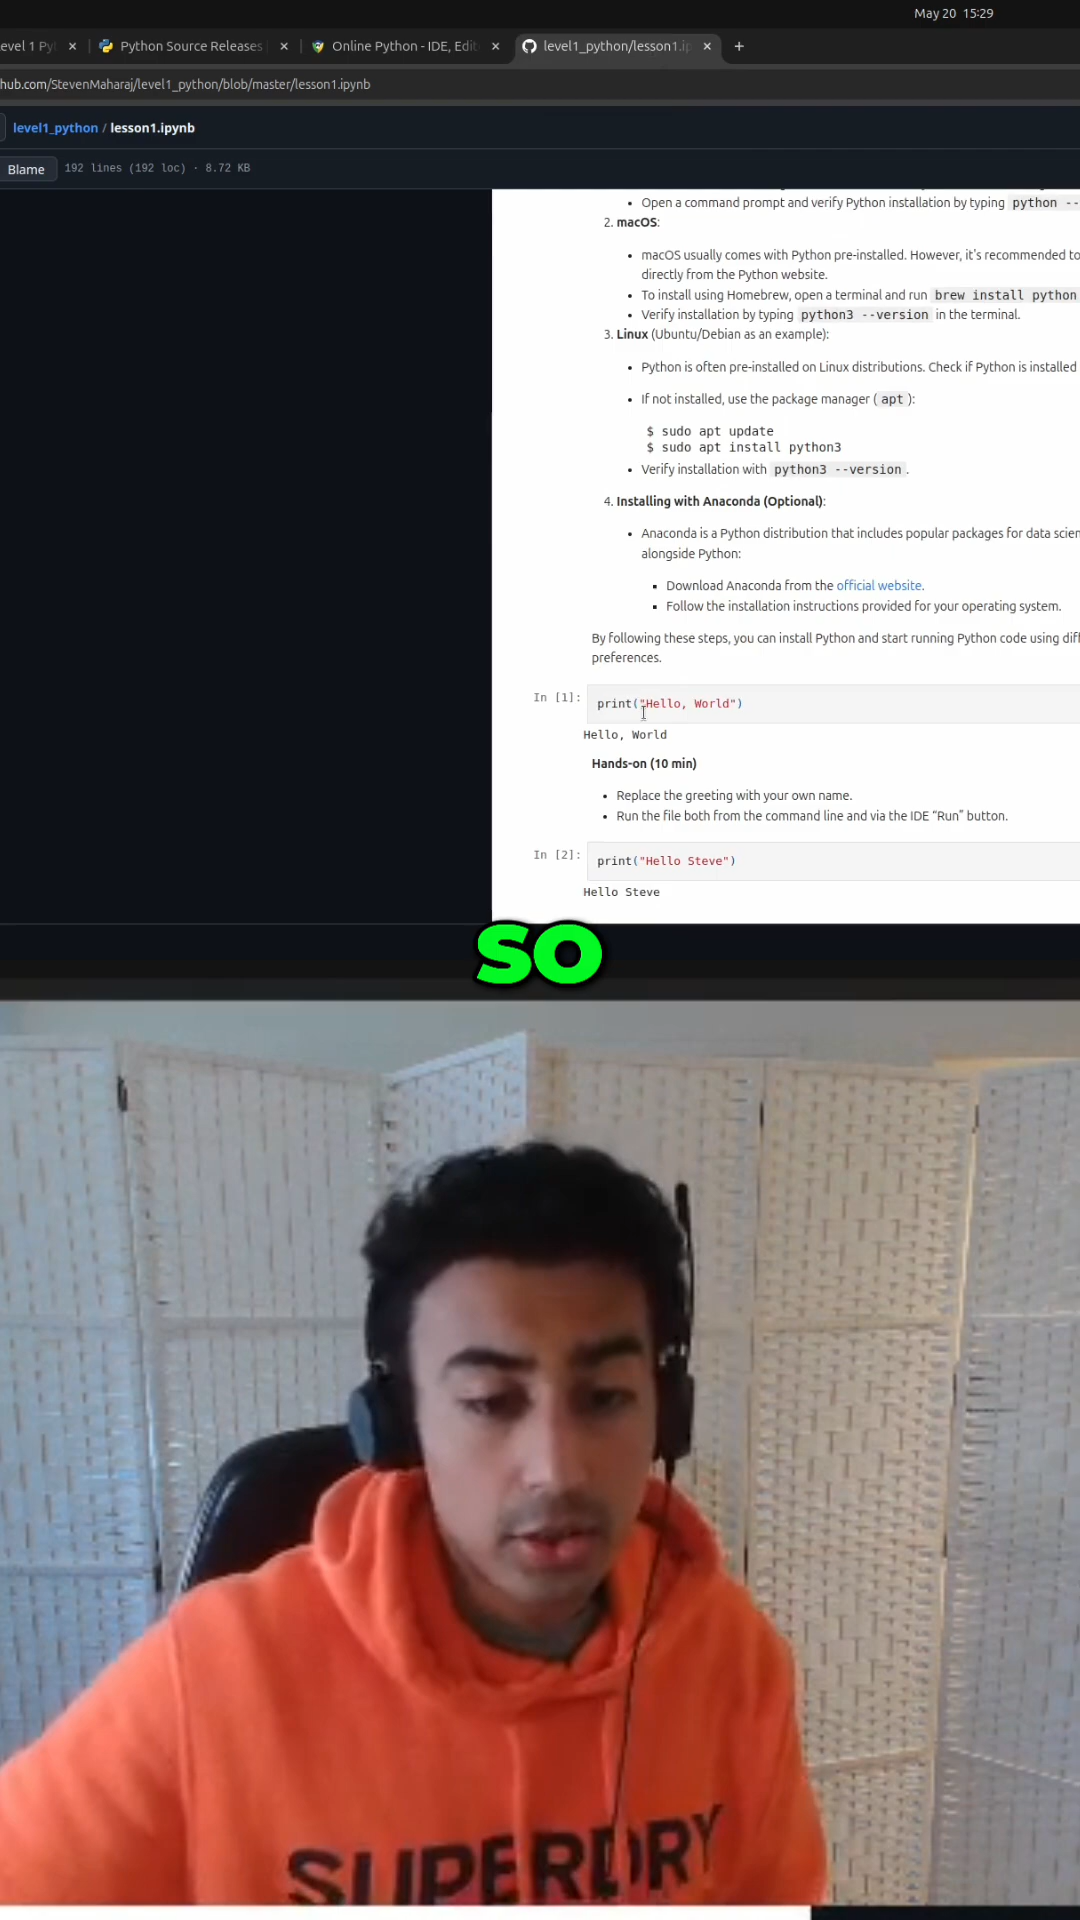 May 20 15:29
evel 1 Py
Python Source Releases
Online Python - IDE, Edit
level1_python/lesson1.ip
hub.com/StevenMaharaj/level1_python/blob/master/lesson1.ipynb
level1_python / lesson1.ipynb
Blame 192 lines (192 loc) · 8.72 KB
• Open a command prompt and verify Python installation by typing python --
2. macOS:
• macOS usually comes with Python pre-installed. However, it's recommended to
directly from the Python website.
• To install using Homebrew, open a terminal and run brew install python
• Verify installation by typing python3 --version in the terminal.
3. Linux (Ubuntu/Debian as an example):
• Python is often pre-installed on Linux distributions. Check if Python is installed
• If not installed, use the package manager ( apt ):
$ sudo apt update
$ sudo apt install python3
• Verify installation with python3 --version.
4. Installing with Anaconda (Optional):
• Anaconda is a Python distribution that includes popular packages for data scien
alongside Python:
▪ Download Anaconda from the official website.
▪ Follow the installation instructions provided for your operating system.
By following these steps, you can install Python and start running Python code using diff
preferences.
In [1]: print("Hello, World")
Hello, World
Hands-on (10 min)
• Replace the greeting with your own name.
• Run the file both from the command line and via the IDE “Run” button.
In [2]: print("Hello Steve")
Hello Steve
SO
SUPERDRY